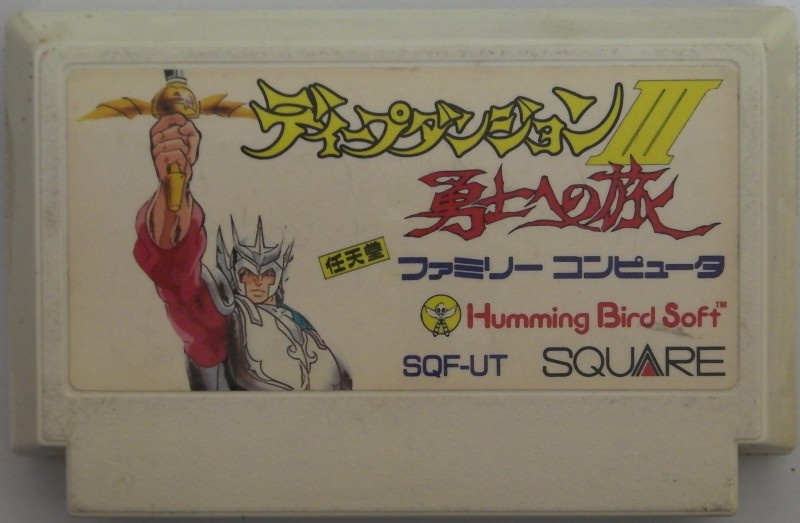 ディープダンジョンIII
勇士への旅
任天堂 ファミリー コンピュータ
Humming Bird Soft™
SQF-UT SQUARE